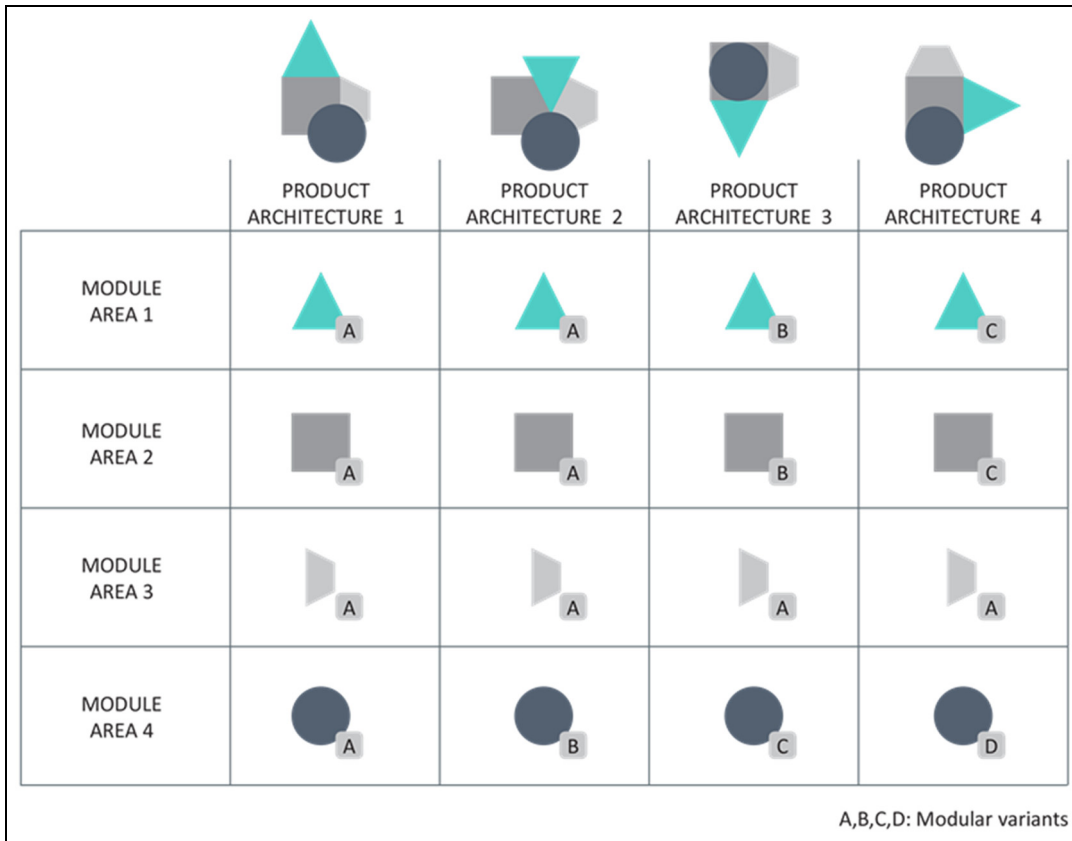 PRODUCT
ARCHITECTURE 1
PRODUCT
ARCHITECTURE 2
PRODUCT
ARCHITECTURE 3
PRODUCT
ARCHITECTURE 4
MODULE
AREA 1
A
A
B
C
MODULE
AREA 2
A
A
B
C
MODULE
AREA 3
A
A
A
A
MODULE
AREA 4
A
B
C
D
A,B,C,D: Modular variants